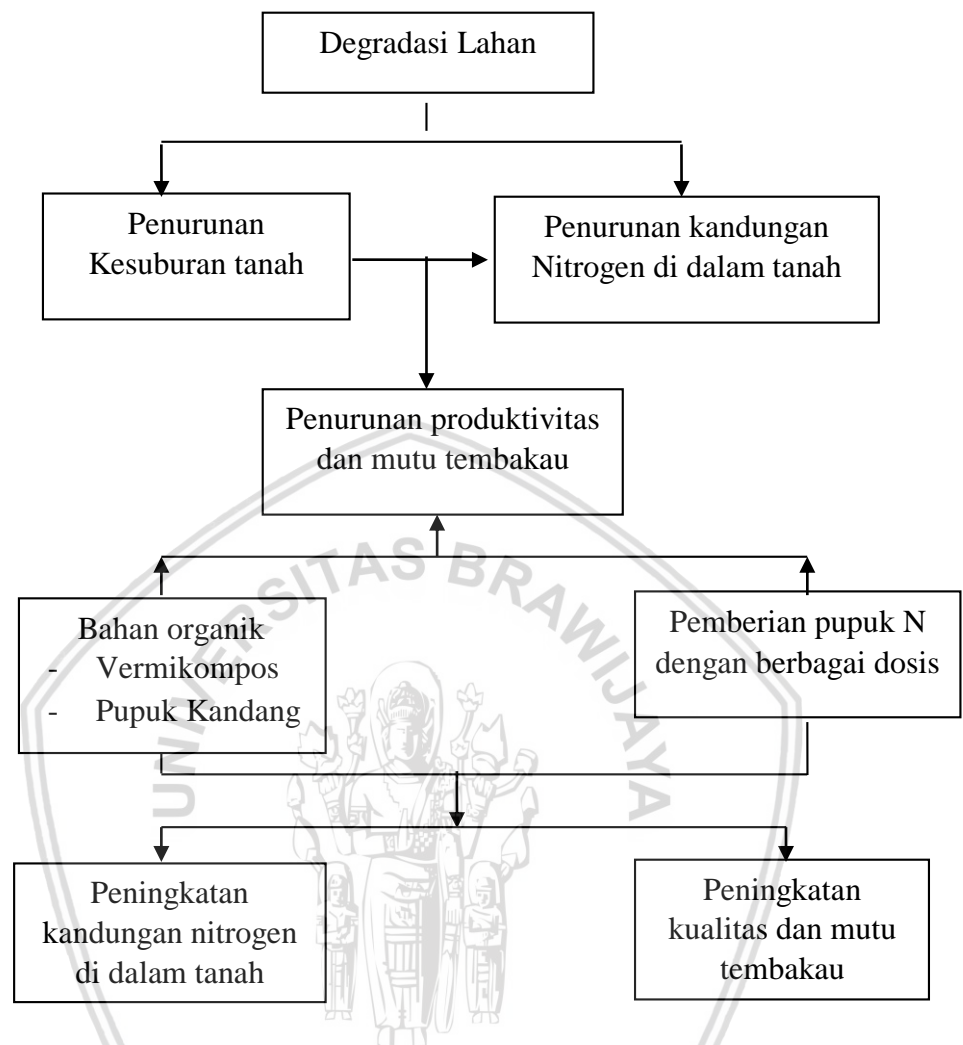 Degradasi Lahan
Penurunan
Kesuburan tanah
Penurunan kandungan
Nitrogen di dalam tanah
Penurunan produktivitas
dan mutu tembakau
UNIVERSITAS BRAWIJAYA
Bahan organik
- Vermikompos
- Pupuk Kandang
Pemberian pupuk N
dengan berbagai dosis
Peningkatan
kandungan nitrogen
di dalam tanah
Peningkatan
kualitas dan mutu
tembakau